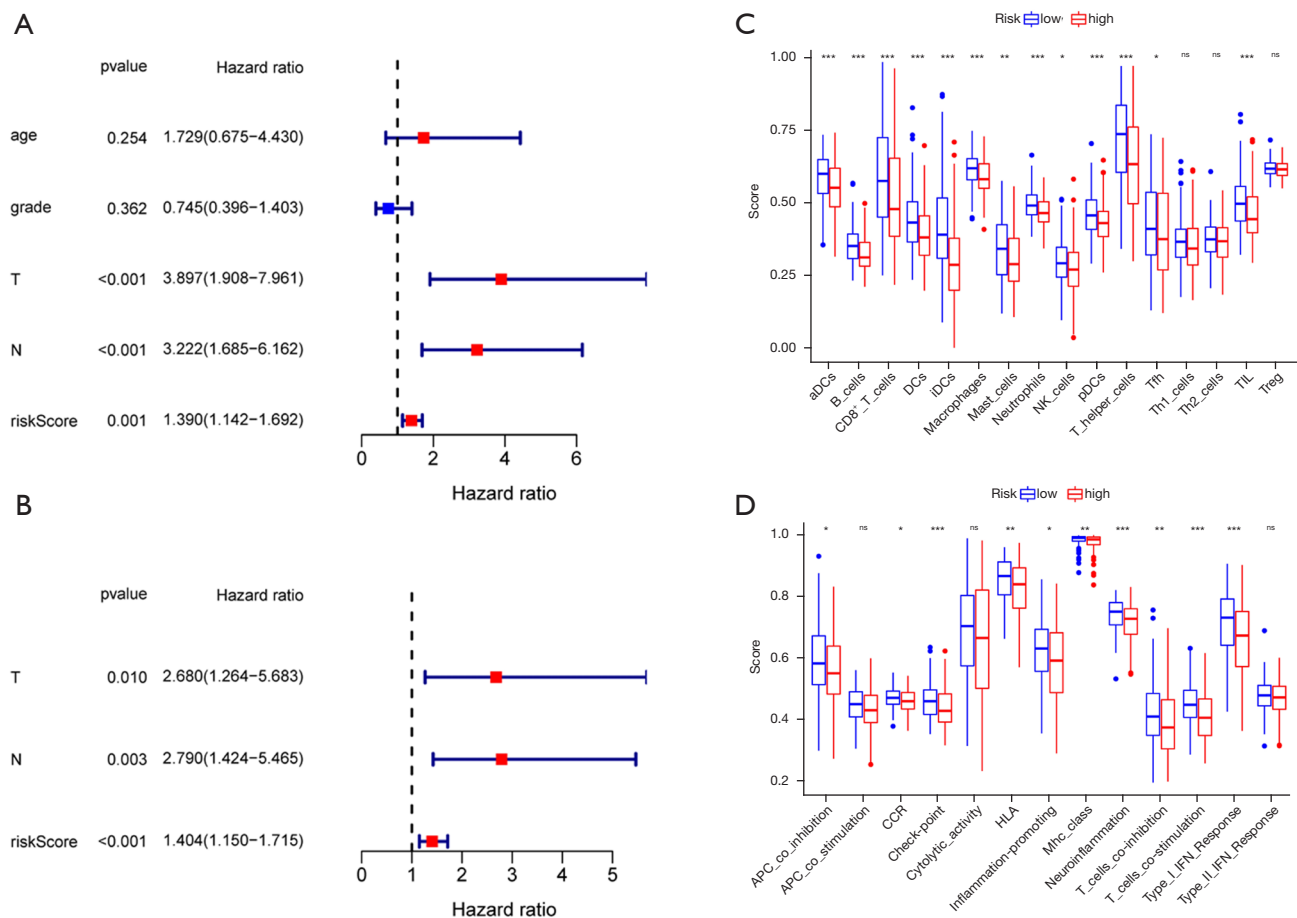 A
pvalue Hazard ratio
age 0.254 1.729(0.675−4.430)
grade 0.362 0.745(0.396−1.403)
T <0.001 3.897(1.908−7.961)
N <0.001 3.222(1.685−6.162)
riskScore 0.001 1.390(1.142−1.692)
0 2 4 6
Hazard ratio
B
pvalue Hazard ratio
T 0.010 2.680(1.264−5.683)
N 0.003 2.790(1.424−5.465)
riskScore <0.001 1.404(1.150−1.715)
0 1 2 3 4 5
Hazard ratio
C
Risk low high
*** *** *** *** *** *** ** *** * *** *** * ns ns *** ns
1.00
0.75
0.50
0.25
0.00
Score
aDCs
B_cells
CD8+_T_cells
DCs
iDCs
Macrophages
Mast_cells
Neutrophils
NK_cells
pDCs
T_helper_cells
Tfh
Th1_cells
Th2_cells
TIL
Treg
D
Risk low high
* ns * *** ns ** * ** *** ** *** *** ns
1.0
0.8
0.6
0.4
0.2
Score
APC_co_inhibition
APC_co_stimulation
CCR
Check-point
Cytolytic_activity
HLA
Inflammation-promoting
Mhc_class
Neuroinflammation
T_cells_co-inhibition
T_cells_co-stimulation
Type_I_IFN_Response
Type_II_IFN_Response